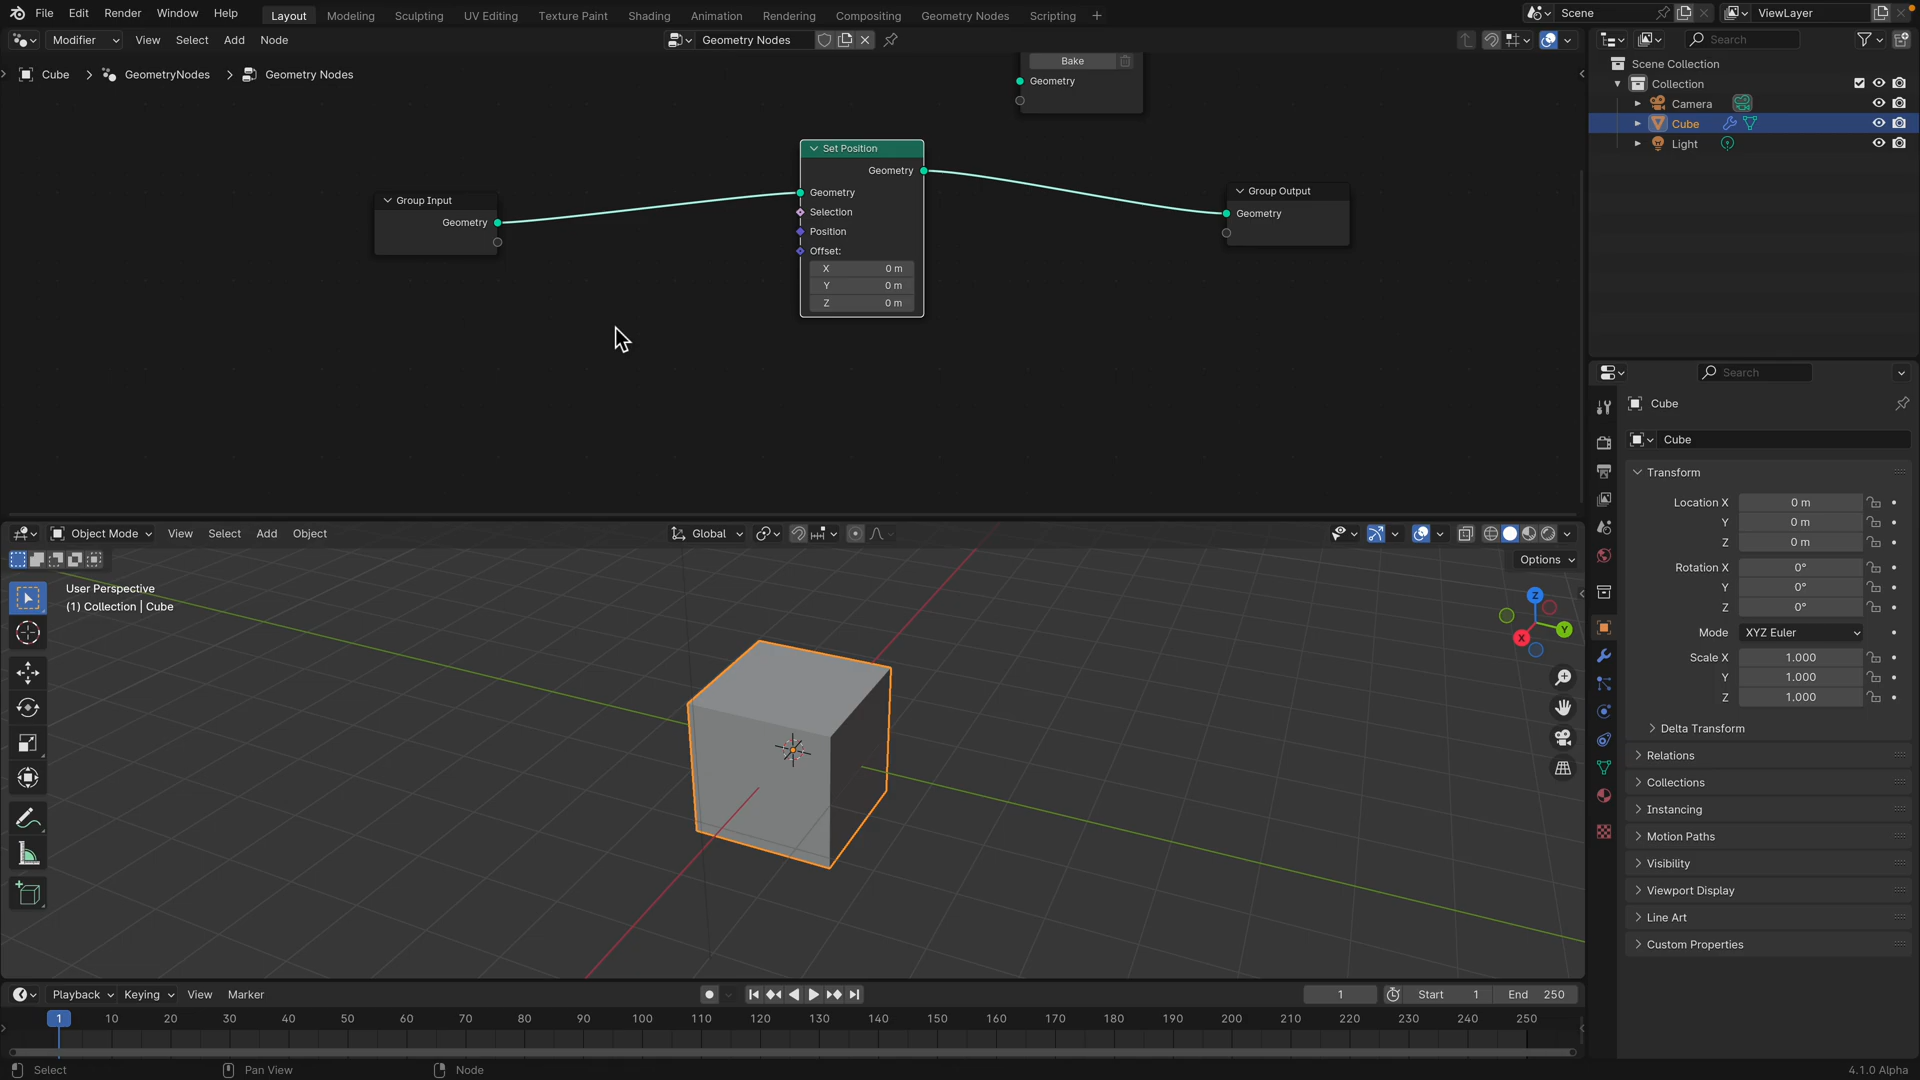 File Edit Render Window Help Layout Modeling Sculpting UV Editing Texture Paint Shading Animation Rendering Compositing Geometry Nodes Scripting + Scene ViewLayer
Modifier View Select Add Node Geometry Nodes Search
Cube > GeometryNodes > Geometry Nodes
Bake
Geometry
Set Position
Geometry
Geometry
Selection
Position
Offset:
X 0 m
Y 0 m
Z 0 m
Group Input
Geometry
Group Output
Geometry
Scene Collection
Collection
Camera
Cube
Light
Search
Cube
Cube
Transform
Location X 0 m
Y 0 m
Z 0 m
Rotation X 0°
Y 0°
Z 0°
Mode XYZ Euler
Scale X 1.000
Y 1.000
Z 1.000
Delta Transform
Relations
Collections
Instancing
Motion Paths
Visibility
Viewport Display
Line Art
Custom Properties
Object Mode View Select Add Object Global
Options
User Perspective
(1) Collection | Cube
Z
Y
X
Playback Keying View Marker 1 Start 1 End 250
1 10 20 30 40 50 60 70 80 90 100 110 120 130 140 150 160 170 180 190 200 210 220 230 240 250
Select Pan View Node 4.1.0 Alpha